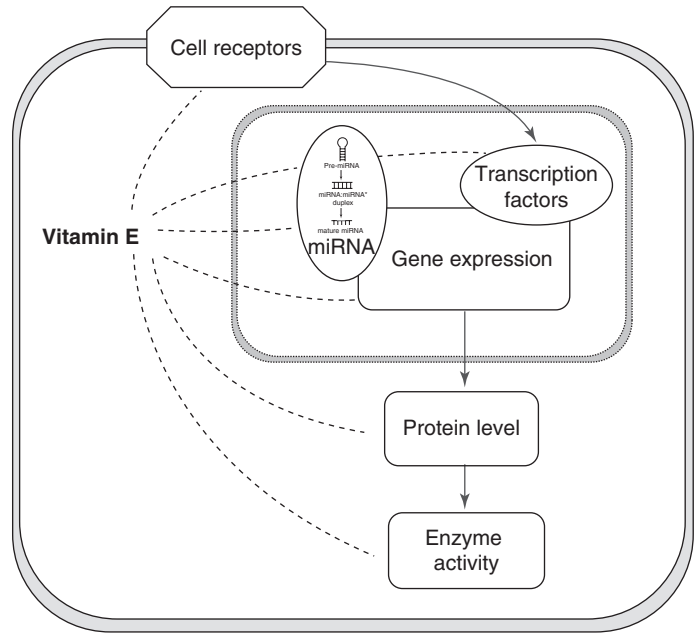 Cell receptors
Pre-miRNA
miRNA:miRNA*
duplex
mature miRNA
miRNA
Transcription
factors
Vitamin E
Gene expression
Protein level
Enzyme
activity